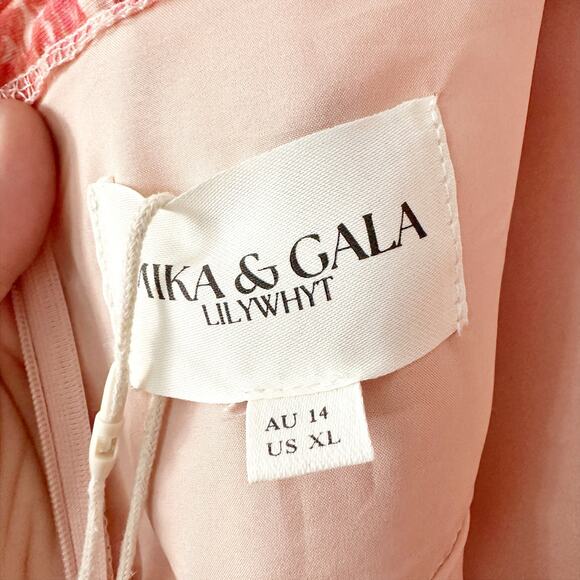 MIKA & GALA
LILYWHYT
AU 14
US XL